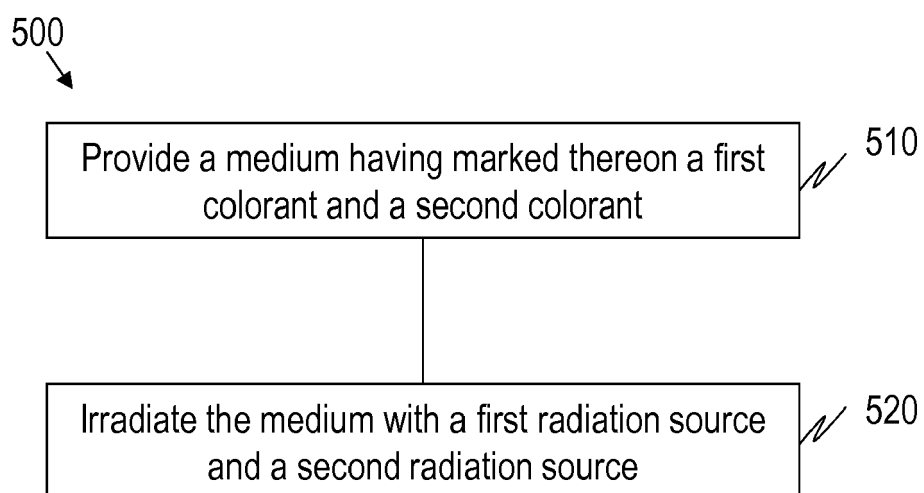 500
Provide a medium having marked thereon a first
colorant and a second colorant
510
Irradiate the medium with a first radiation source
and a second radiation source
520